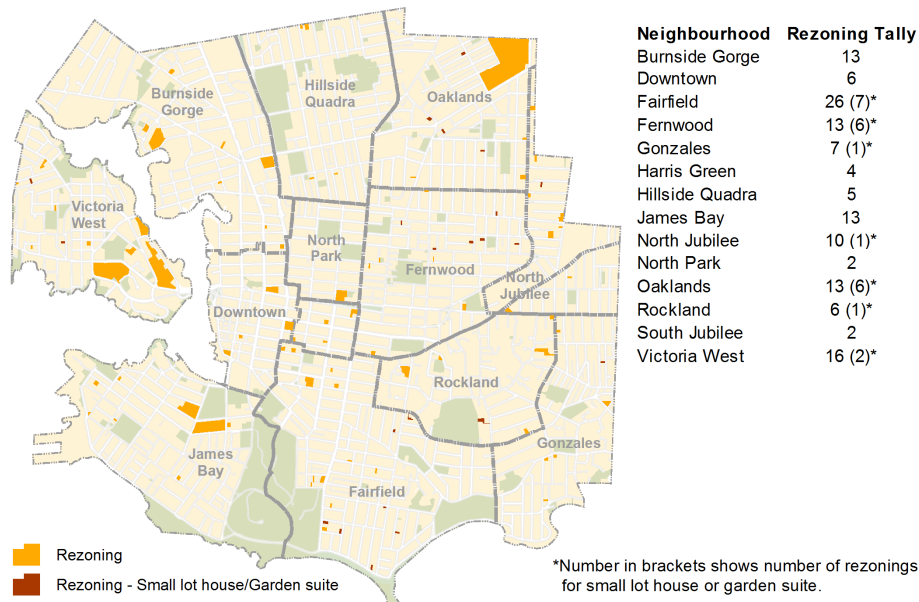 Neighbourhood Rezoning Tally
Burnside Gorge 13
Downtown 6
Fairfield 26 (7)*
Fernwood 13 (6)*
Gonzales 7 (1)*
Harris Green 4
Hillside Quadra 5
James Bay 13
North Jubilee 10 (1)*
North Park 2
Oaklands 13 (6)*
Rockland 6 (1)*
South Jubilee 2
Victoria West 16 (2)*
Burnside
Gorge
Hillside
Quadra
Oaklands
Victoria
West
North
Park
Fernwood
North
Jubilee
Downtown
Rockland
Gonzales
James
Bay
Fairfield
Rezoning
Rezoning - Small lot house/Garden suite
*Number in brackets shows number of rezonings
for small lot house or garden suite.